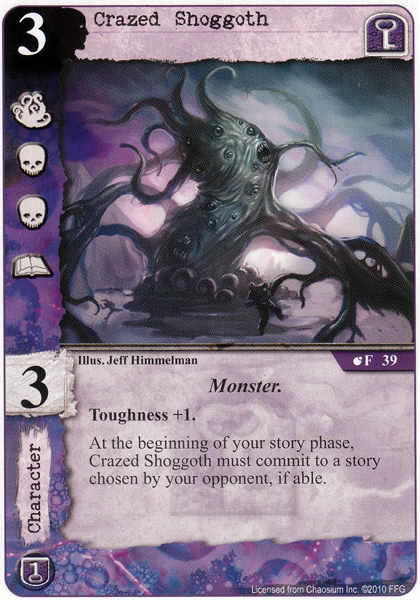 3
Crazed Shoggoth
Illus. Jeff Himmelman
F 39
3
Monster.
Toughness +1.
At the beginning of your story phase,
Crazed Shoggoth must commit to a story
chosen by your opponent, if able.
Character
1
Licensed from Chaosium Inc. ©2010 FFG